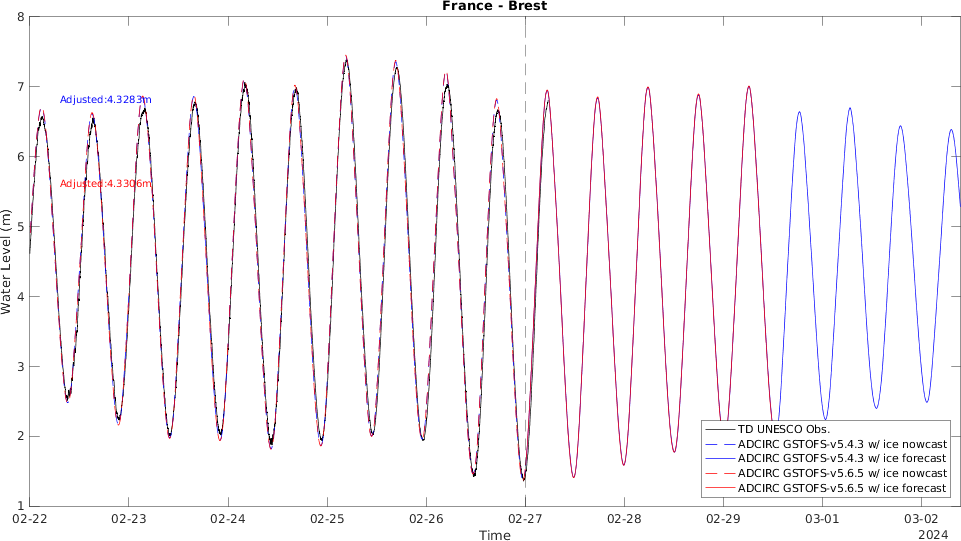 France - Brest
8
7
6
5
4
3
2
1
Water Level (m)
Adjusted:4.3283m
Adjusted:4.3306m
TD UNESCO Obs.
ADCIRC GSTOFS-v5.4.3 w/ ice nowcast
ADCIRC GSTOFS-v5.4.3 w/ ice forecast
ADCIRC GSTOFS-v5.6.5 w/ ice nowcast
ADCIRC GSTOFS-v5.6.5 w/ ice forecast
02-22 02-23 02-24 02-25 02-26 02-27 02-28 02-29 03-01 03-02
Time
2024